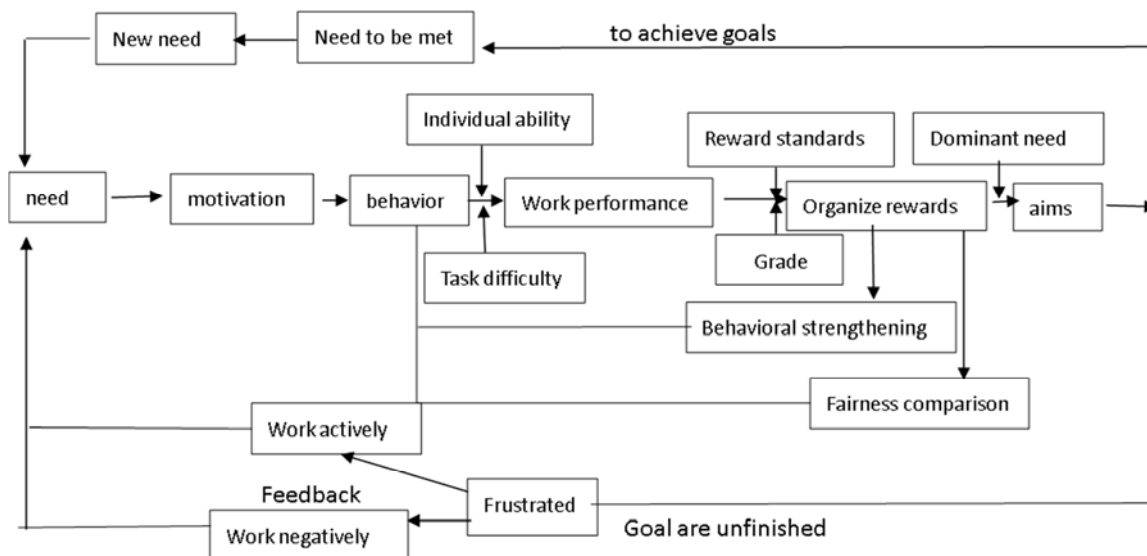 New need
Need to be met
to achieve goals
Individual ability
Reward standards
Dominant need
need
motivation
behavior
Work performance
Organize rewards
aims
Task difficulty
Grade
Behavioral strengthening
Fairness comparison
Work actively
Feedback
Frustrated
Goal are unfinished
Work negatively